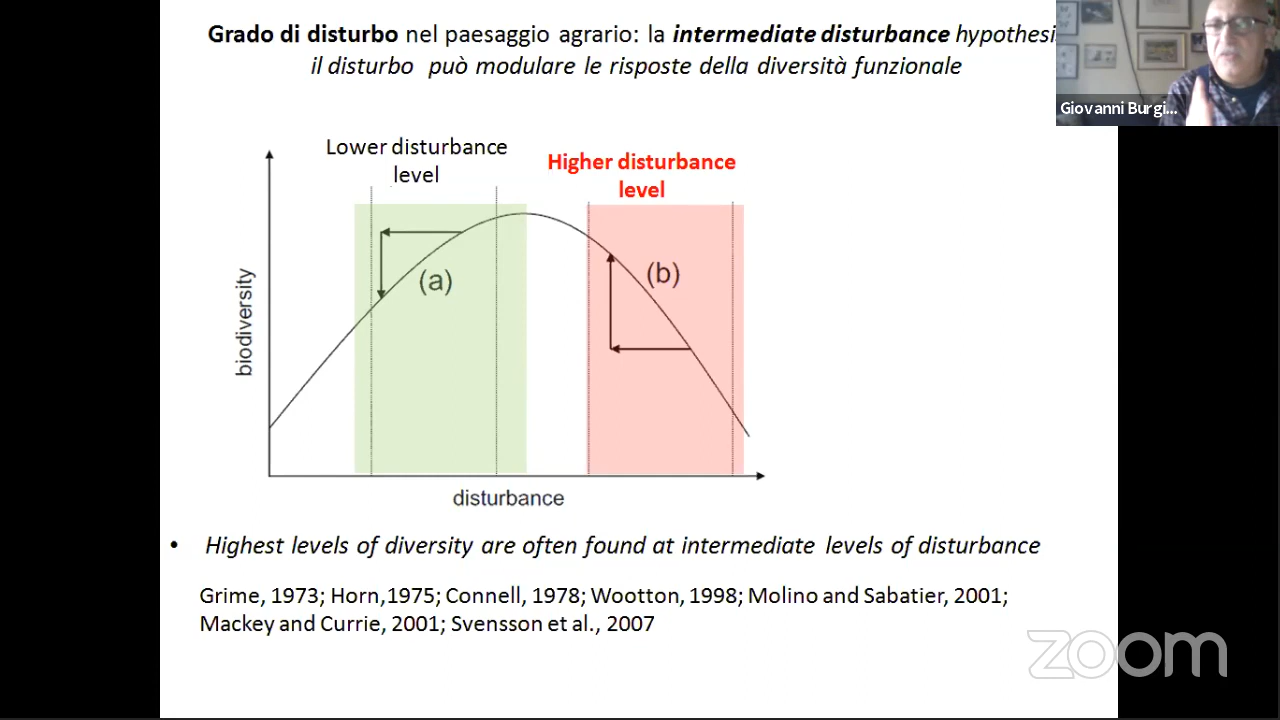 Grado di disturbo nel paesaggio agrario: la intermediate disturbance hypothesi
il disturbo può modulare le risposte della diversità funzionale
Giovanni Burgi...
Lower disturbance
level
Higher disturbance
level
(a)
(b)
biodiversity
disturbance
• Highest levels of diversity are often found at intermediate levels of disturbance
Grime, 1973; Horn,1975; Connell, 1978; Wootton, 1998; Molino and Sabatier, 2001;
Mackey and Currie, 2001; Svensson et al., 2007
zoom